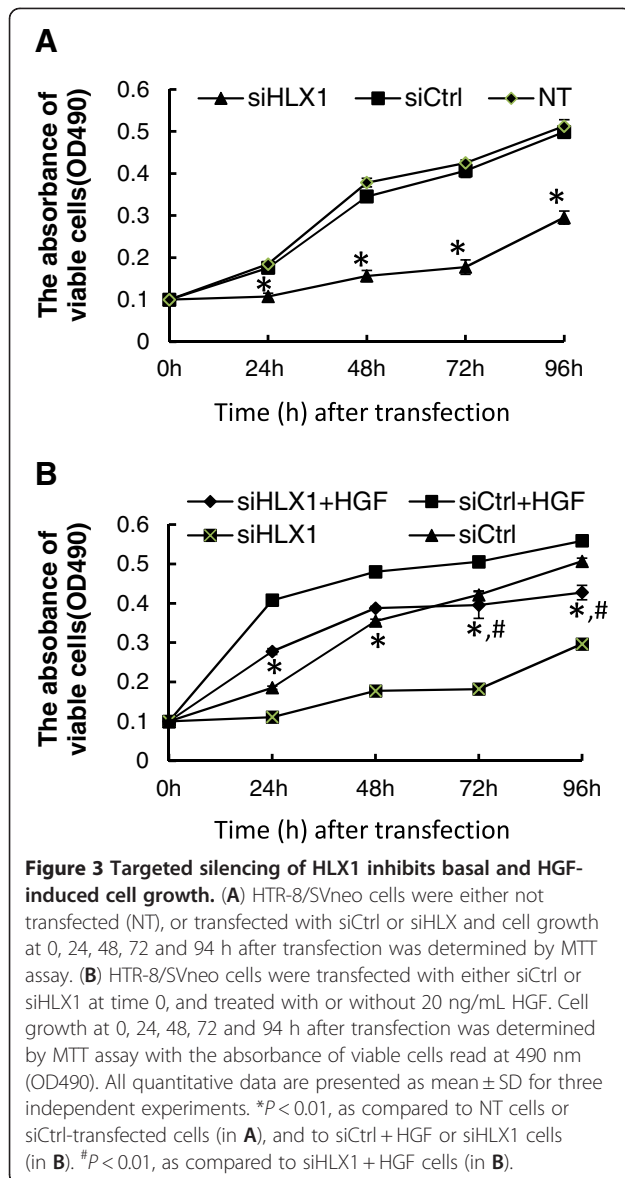 A
siHLX1 siCtrl NT
The absorbance of
viable cells(OD490)
0.6
0.5
0.4
0.3
0.2
0.1
0
*
*
*
*
0h 24h 48h 72h 96h
Time (h) after transfection
B
siHLX1+HGF siCtrl+HGF
siHLX1 siCtrl
The absobance of
viable cells(OD490)
0.6
0.5
0.4
0.3
0.2
0.1
0
*
*
*,#
*,#
0h 24h 48h 72h 96h
Time (h) after transfection
Figure 3 Targeted silencing of HLX1 inhibits basal and HGF-
induced cell growth. (A) HTR-8/SVneo cells were either not
transfected (NT), or transfected with siCtrl or siHLX and cell growth
at 0, 24, 48, 72 and 94 h after transfection was determined by MTT
assay. (B) HTR-8/SVneo cells were transfected with either siCtrl or
siHLX1 at time 0, and treated with or without 20 ng/mL HGF. Cell
growth at 0, 24, 48, 72 and 94 h after transfection was determined
by MTT assay with the absorbance of viable cells read at 490 nm
(OD490). All quantitative data are presented as mean ± SD for three
independent experiments. *P < 0.01, as compared to NT cells or
siCtrl-transfected cells (in A), and to siCtrl + HGF or siHLX1 cells
(in B). #P < 0.01, as compared to siHLX1 + HGF cells (in B).